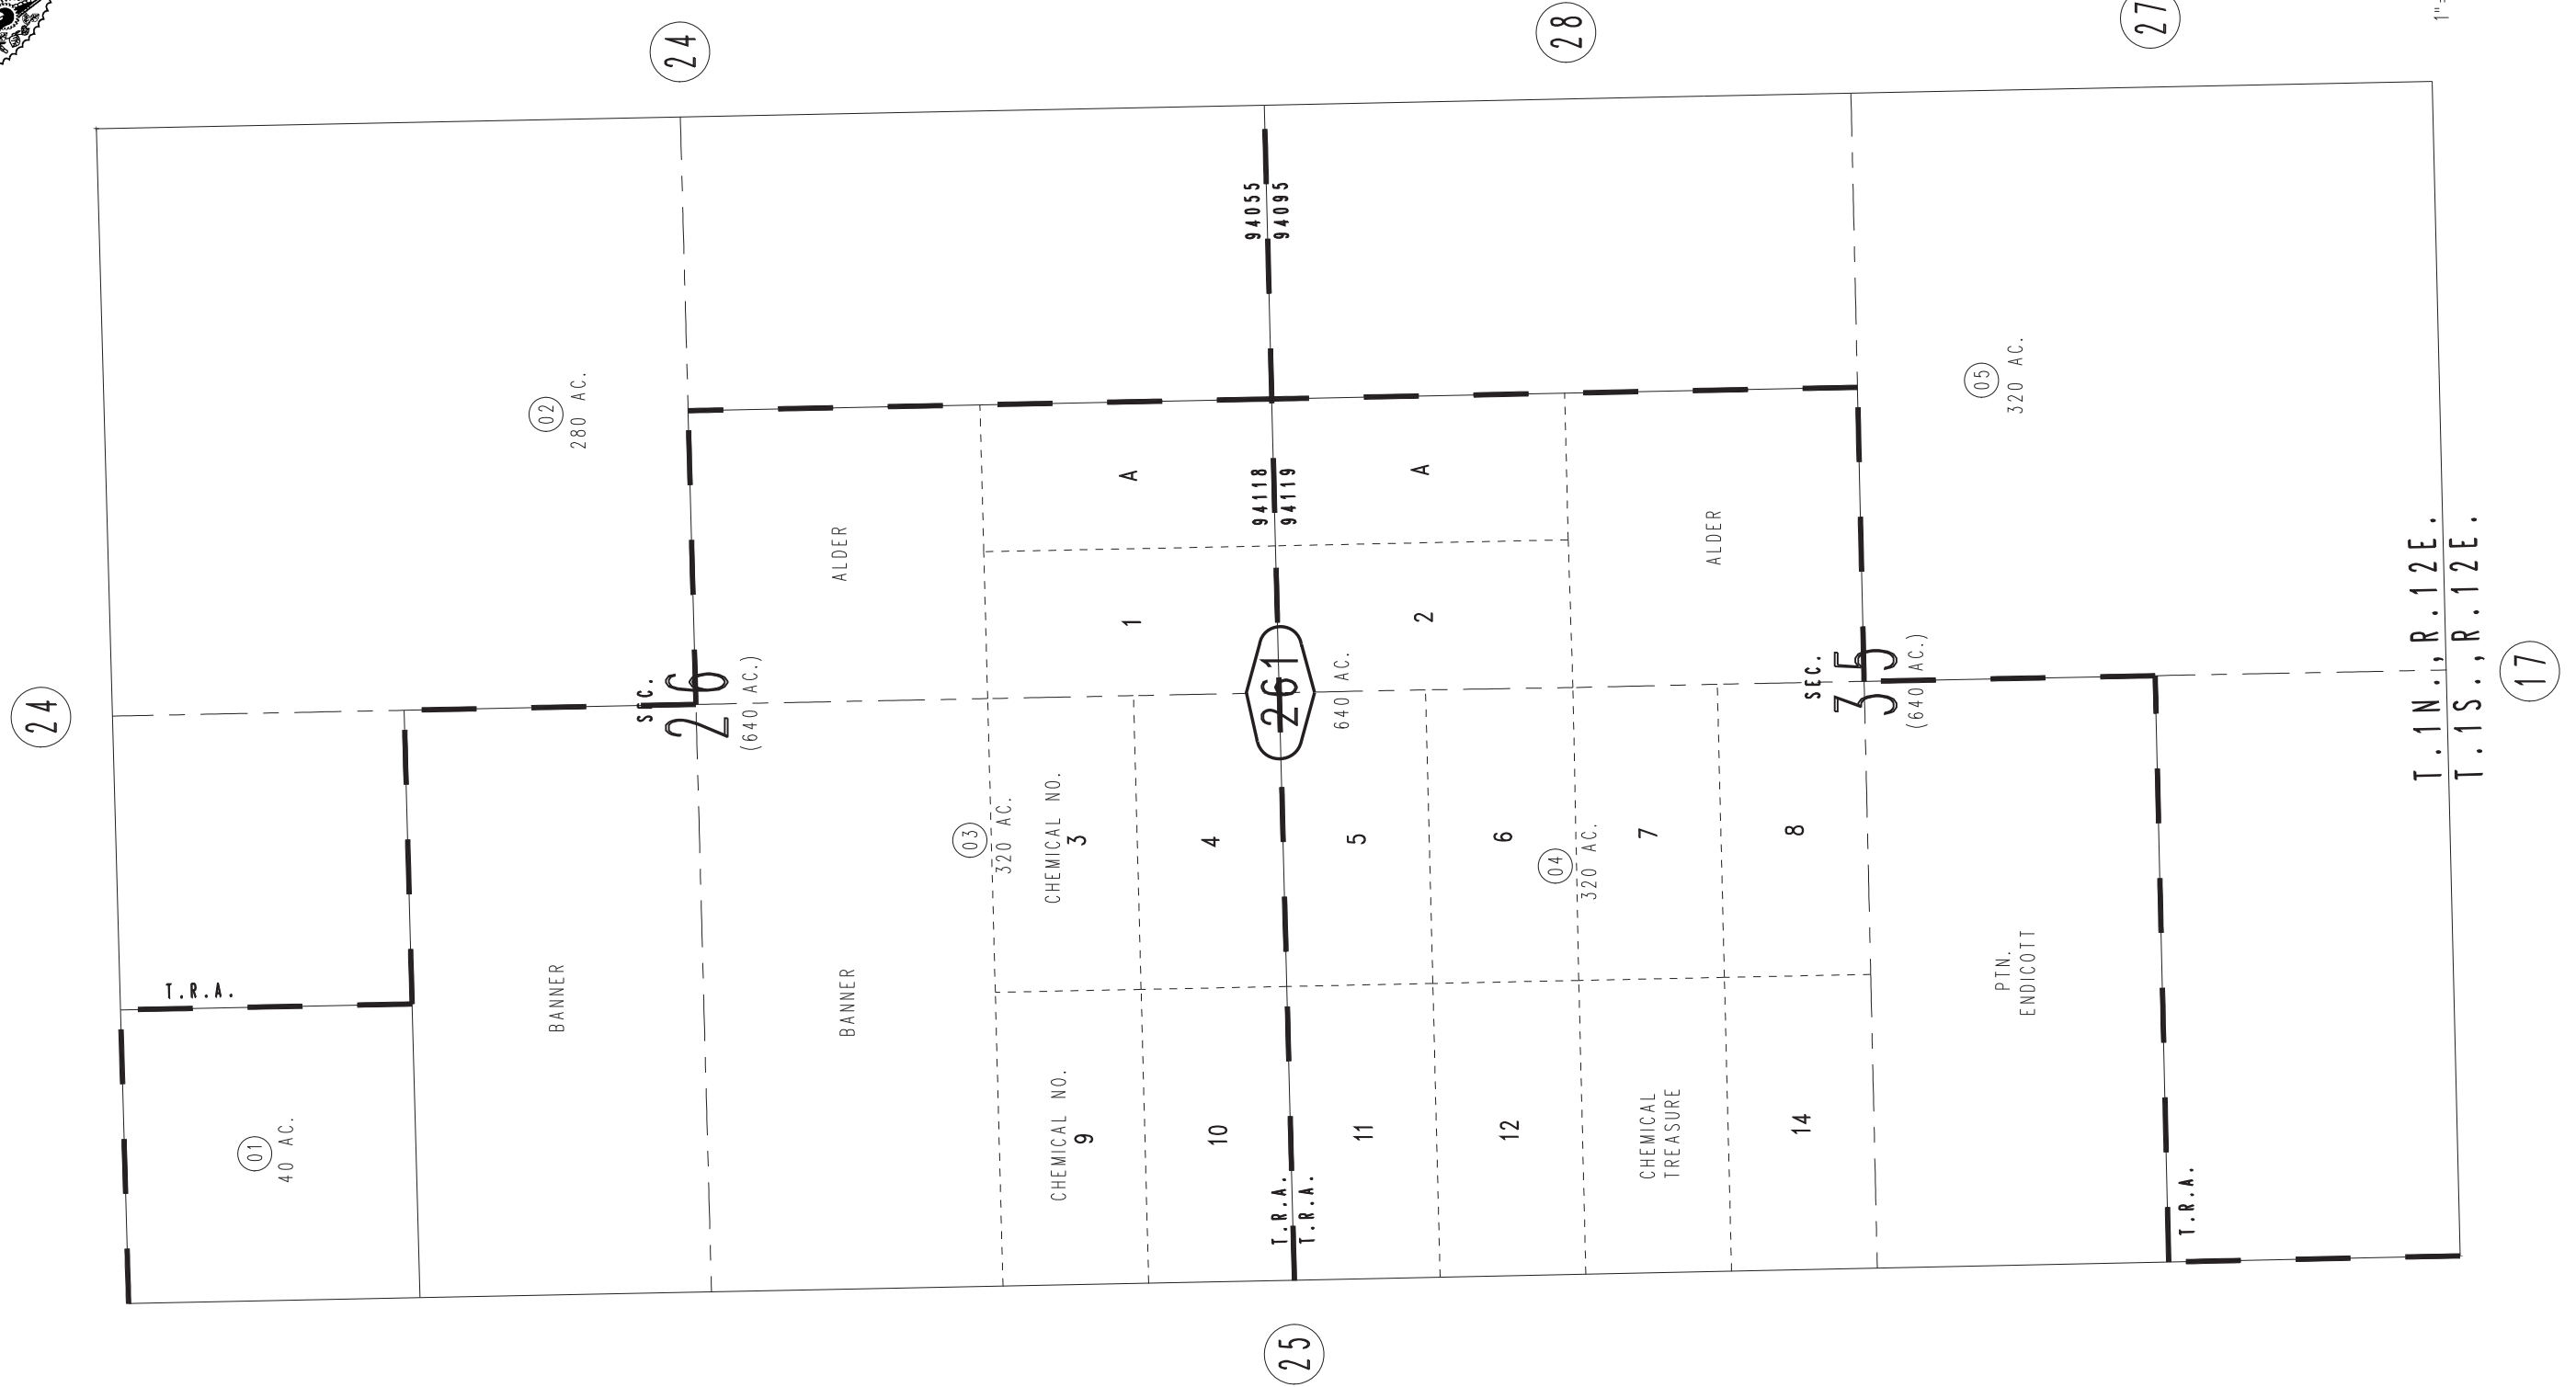 24
28
27
1"=
24
94055
94095
02
280 AC.
05
320 AC.
A
94118
94119
A
ALDER
ALDER
1
2
SEC.
26
(640 AC.)
261
640 AC.
SEC.
35
(640 AC.)
T.1N.,R.12E.
T.1S.,R.12E.
17
03
320 AC.
CHEMICAL NO.
3
4
5
6
04
320 AC.
7
8
T.R.A.
BANNER
BANNER
PTN.
ENDICOTT
01
40 AC.
CHEMICAL NO.
9
10
11
12
CHEMICAL
TREASURE
14
T.R.A.
T.R.A.
T.R.A.
25